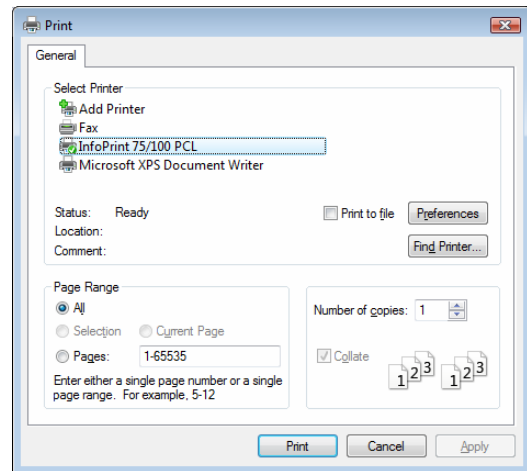 Print
General
Select Printer
Add Printer
Fax
InfoPrint 75/100 PCL
Microsoft XPS Document Writer
Status: Ready
Print to file
Preferences
Location:
Comment:
Find Printer...
Page Range
All
Selection
Current Page
Pages: 1-65535
Enter either a single page number or a single
page range. For example, 5-12
Number of copies: 1
Collate
1 2 3 1 2 3
Print
Cancel
Apply